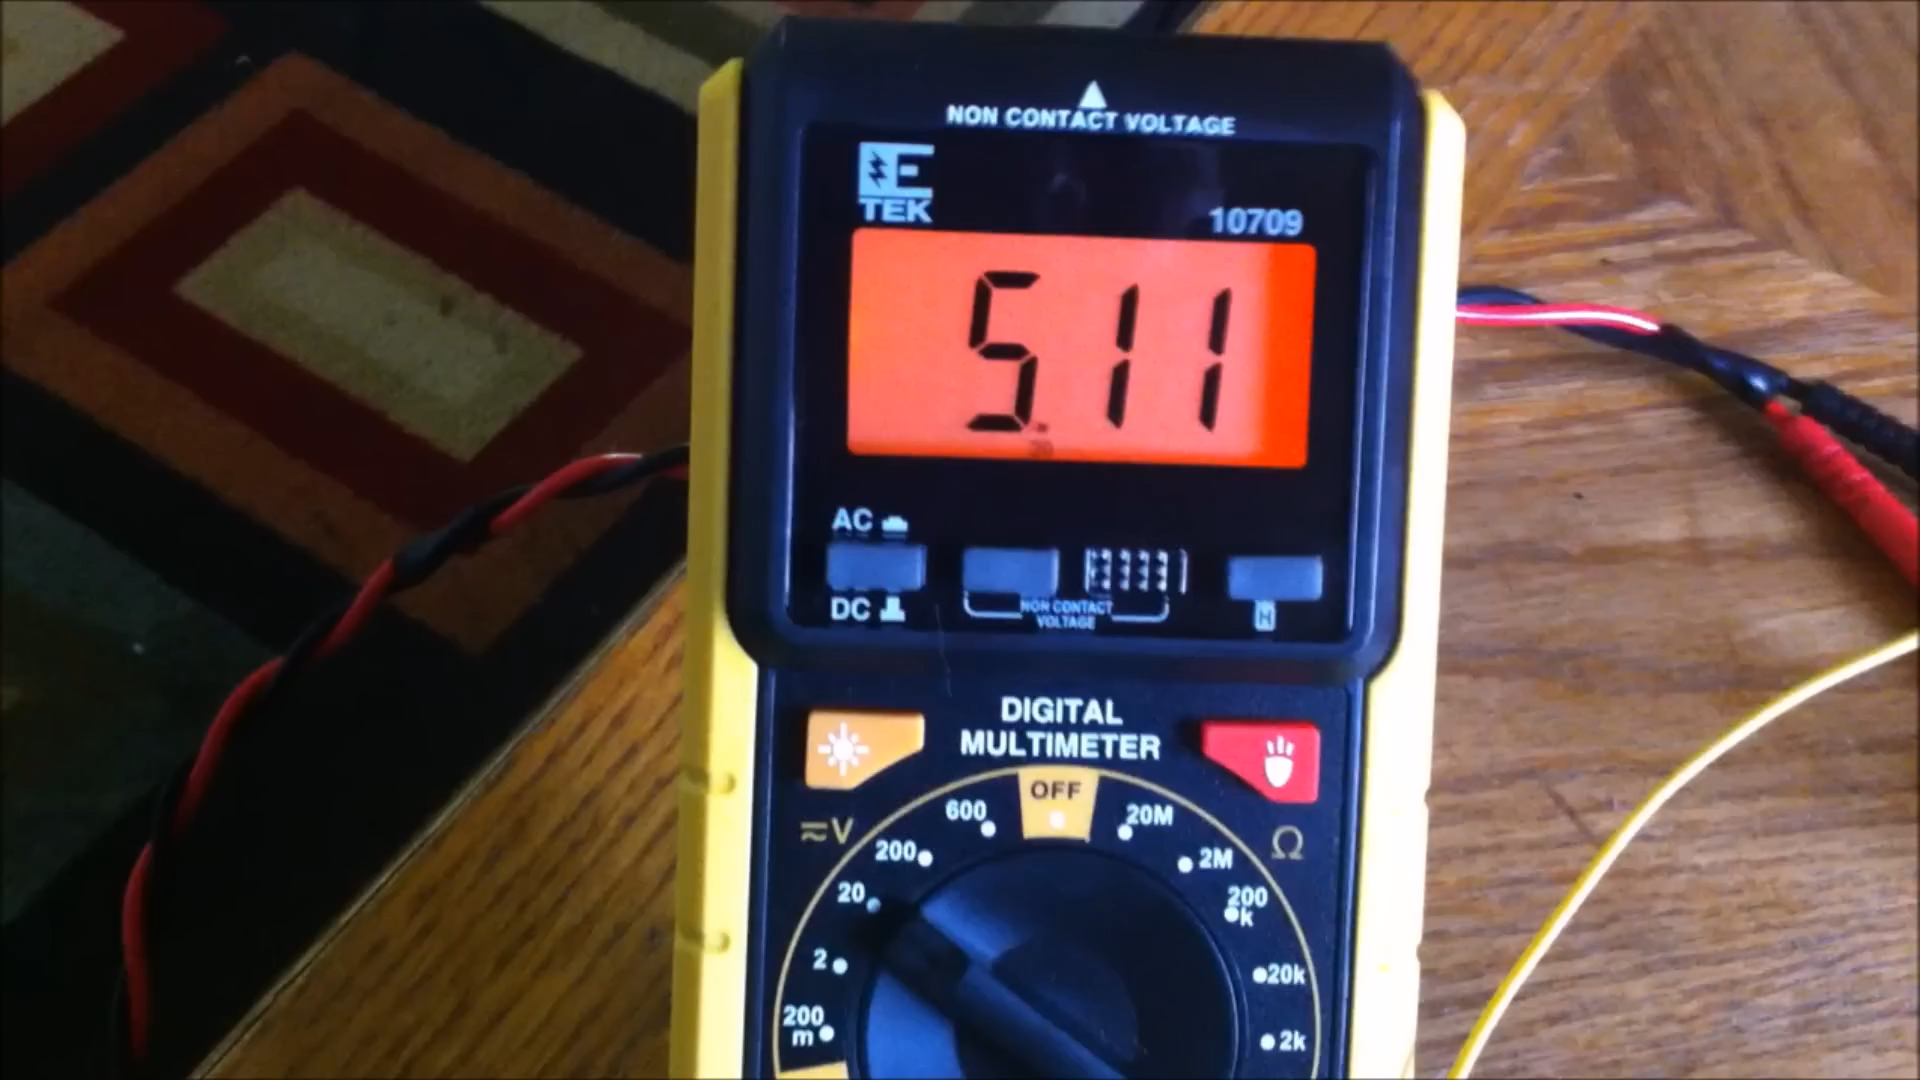 NON CONTACT VOLTAGE
E
TEK
10709
5.11
20
AC
DC
NON CONTACT
VOLTAGE
H
DIGITAL
MULTIMETER
OFF
600
20M
≂V
Ω
200
2M
20
200
k
2
20k
200
m
2k